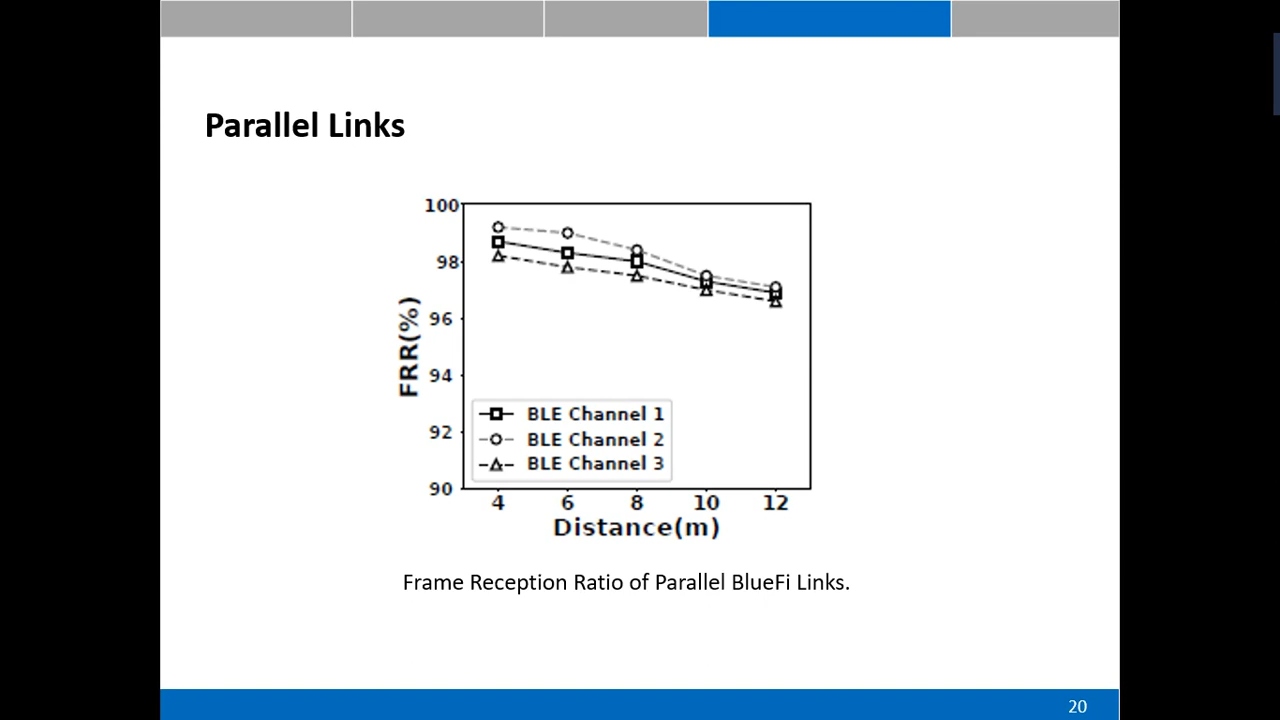 Parallel Links
100
98
96
94
92
90
FRR(%)
BLE Channel 1
BLE Channel 2
BLE Channel 3
4 6 8 10 12
Distance(m)
Frame Reception Ratio of Parallel BlueFi Links.
20